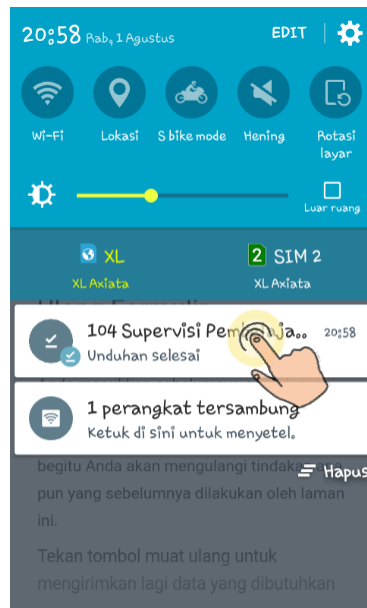 20:58 Rab, 1 Agustus EDIT
Wi-Fi Lokasi S bike mode Hening Rotasi layar
Luar ruang
XL 2 SIM 2
XL Axiata XL Axiata
104 Supervisi Pem ja.. 20:58
Unduhan selesai
1 perangkat tersambung
Ketuk di sini untuk menyetel.
begitu Anda akan mengulangi tindakan
Hapus
pun yang sebelumnya dilakukan oleh laman
ini.
Tekan tombol muat ulang untuk
mengirimkan lagi data yang dibutuhkan